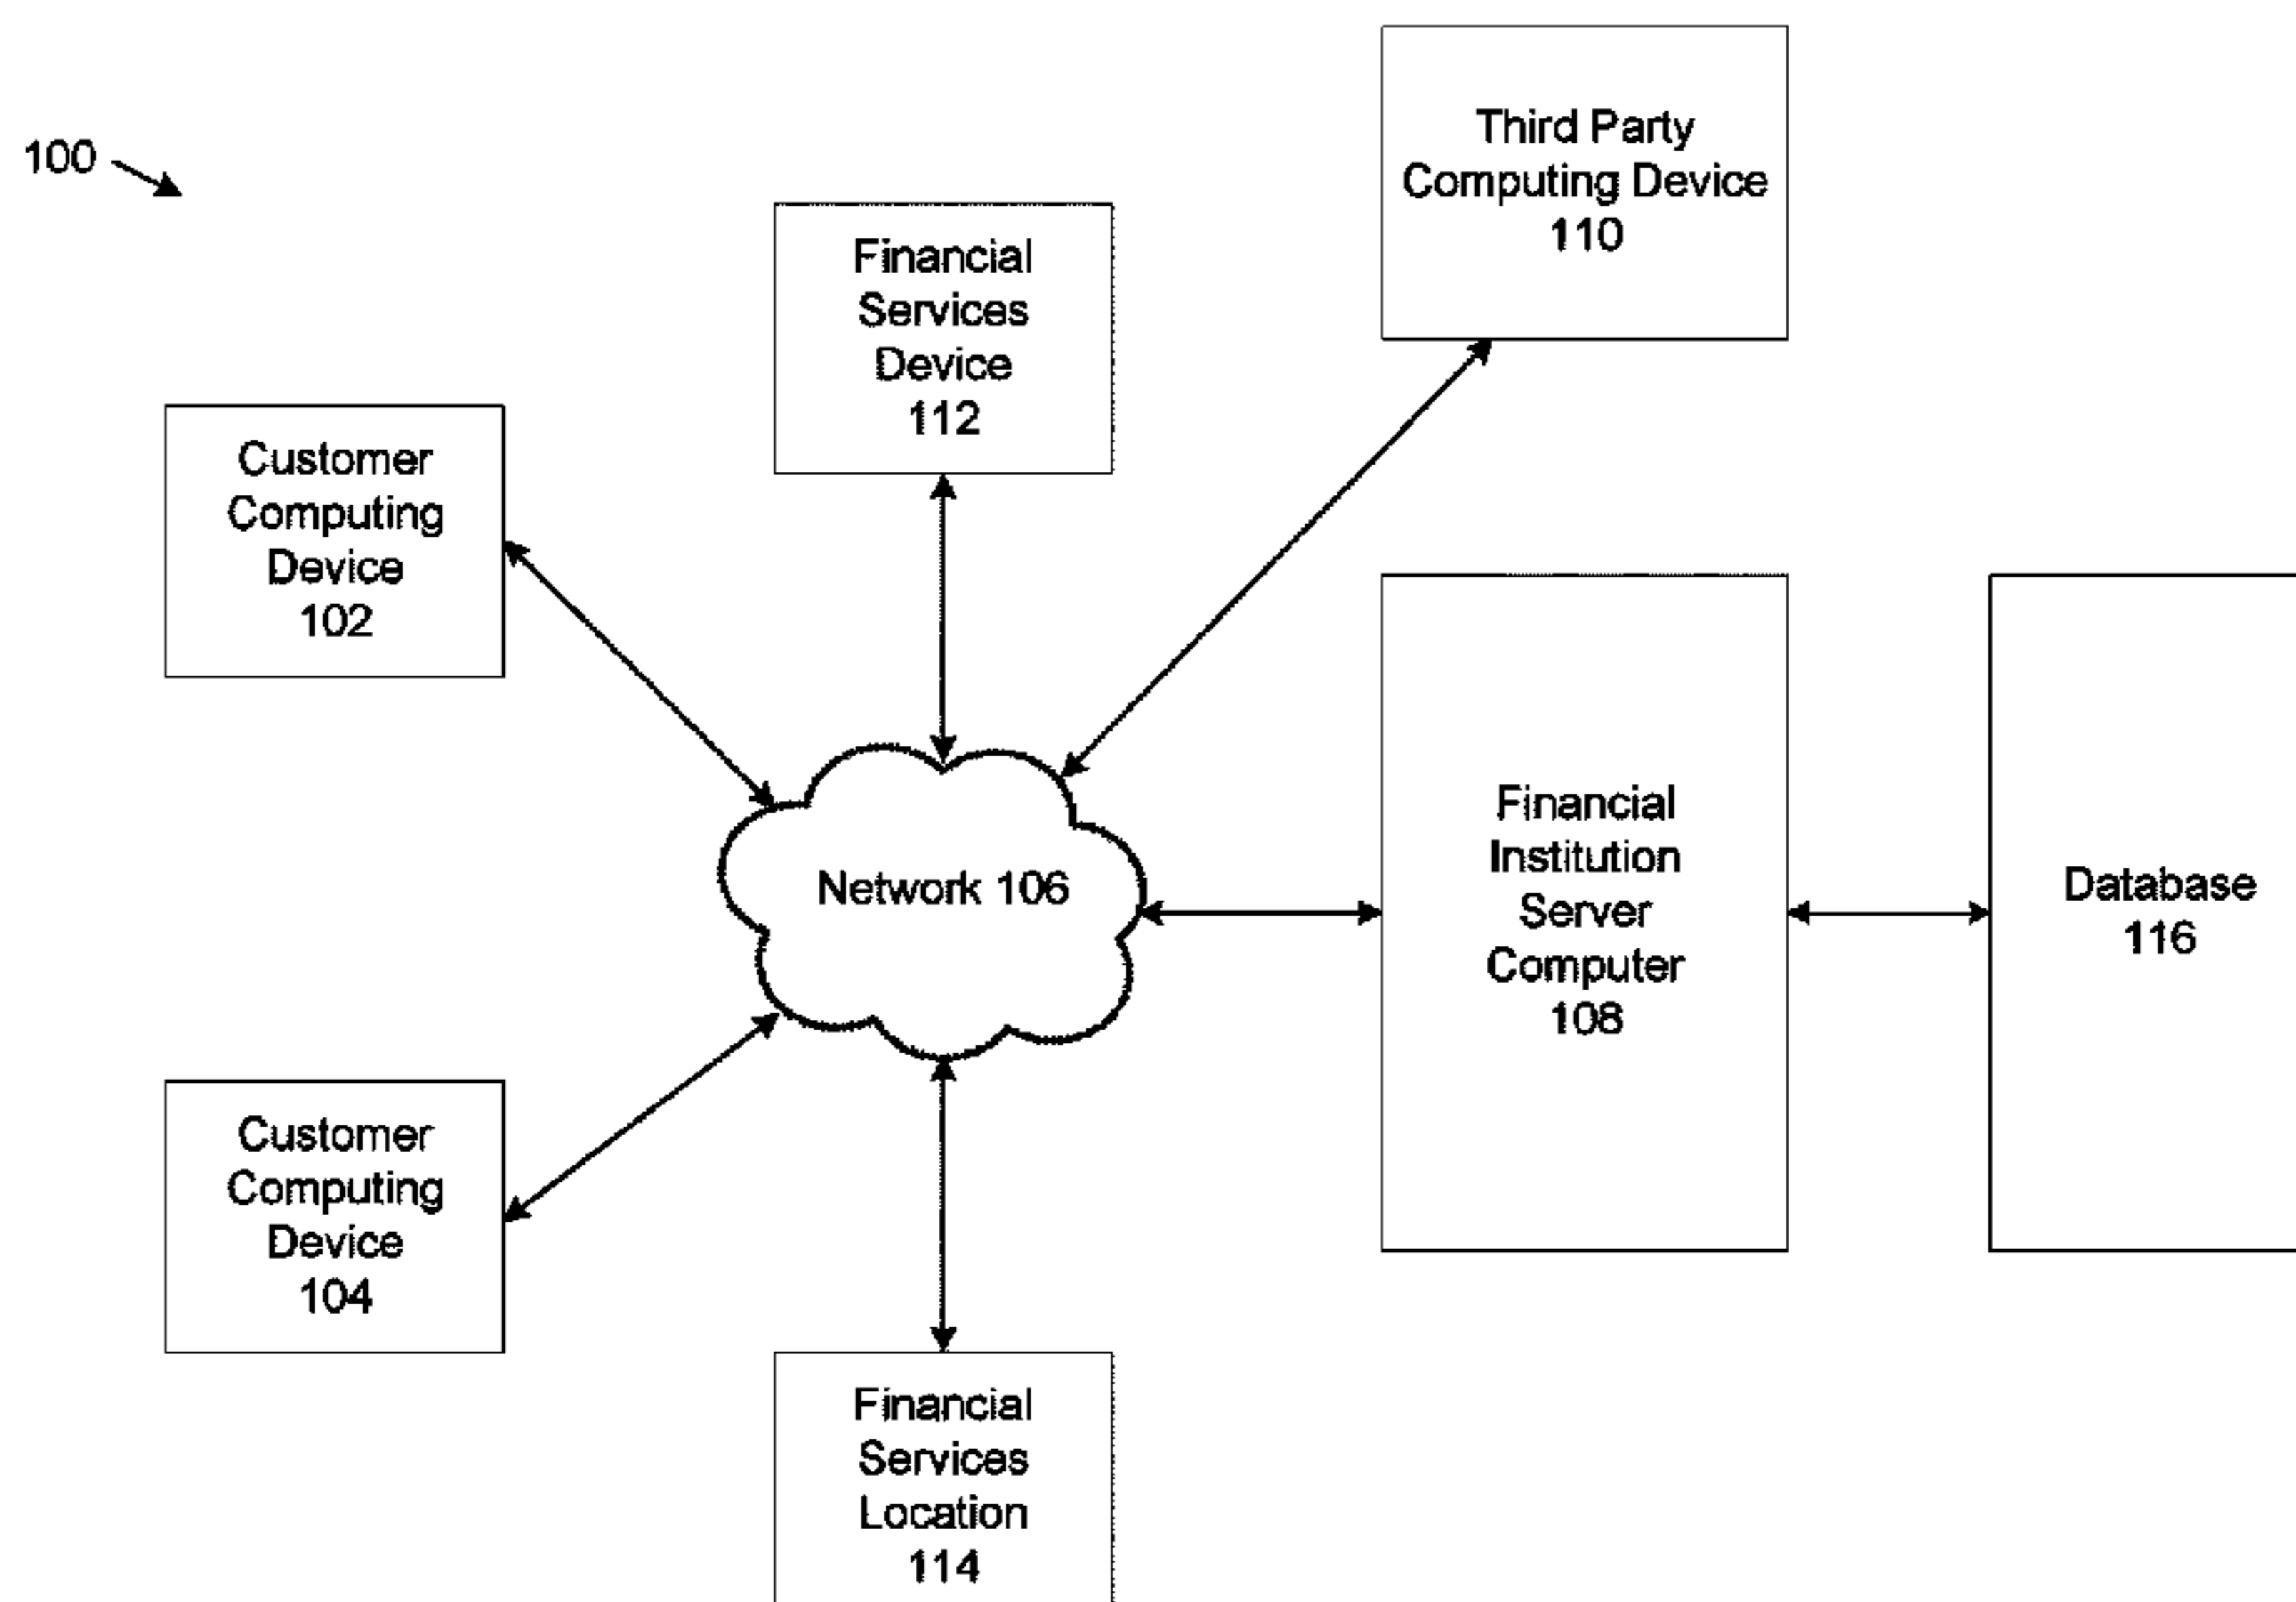 100
Third Party
Computing Device
110
Financial
Services
Device
112
Customer
Computing
Device
102
Network 106
Financial
Institution
Server
Computer
108
Database
116
Customer
Computing
Device
104
Financial
Services
Location
114